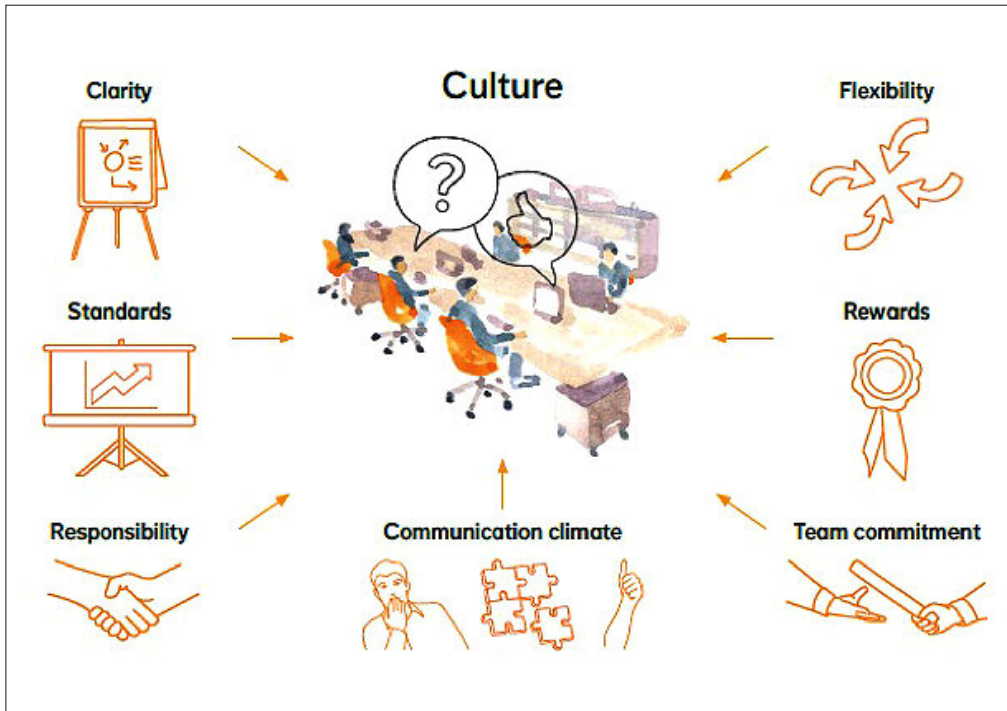 Culture
Clarity
Flexibility
?
Standards
Rewards
Responsibility
Communication climate
Team commitment